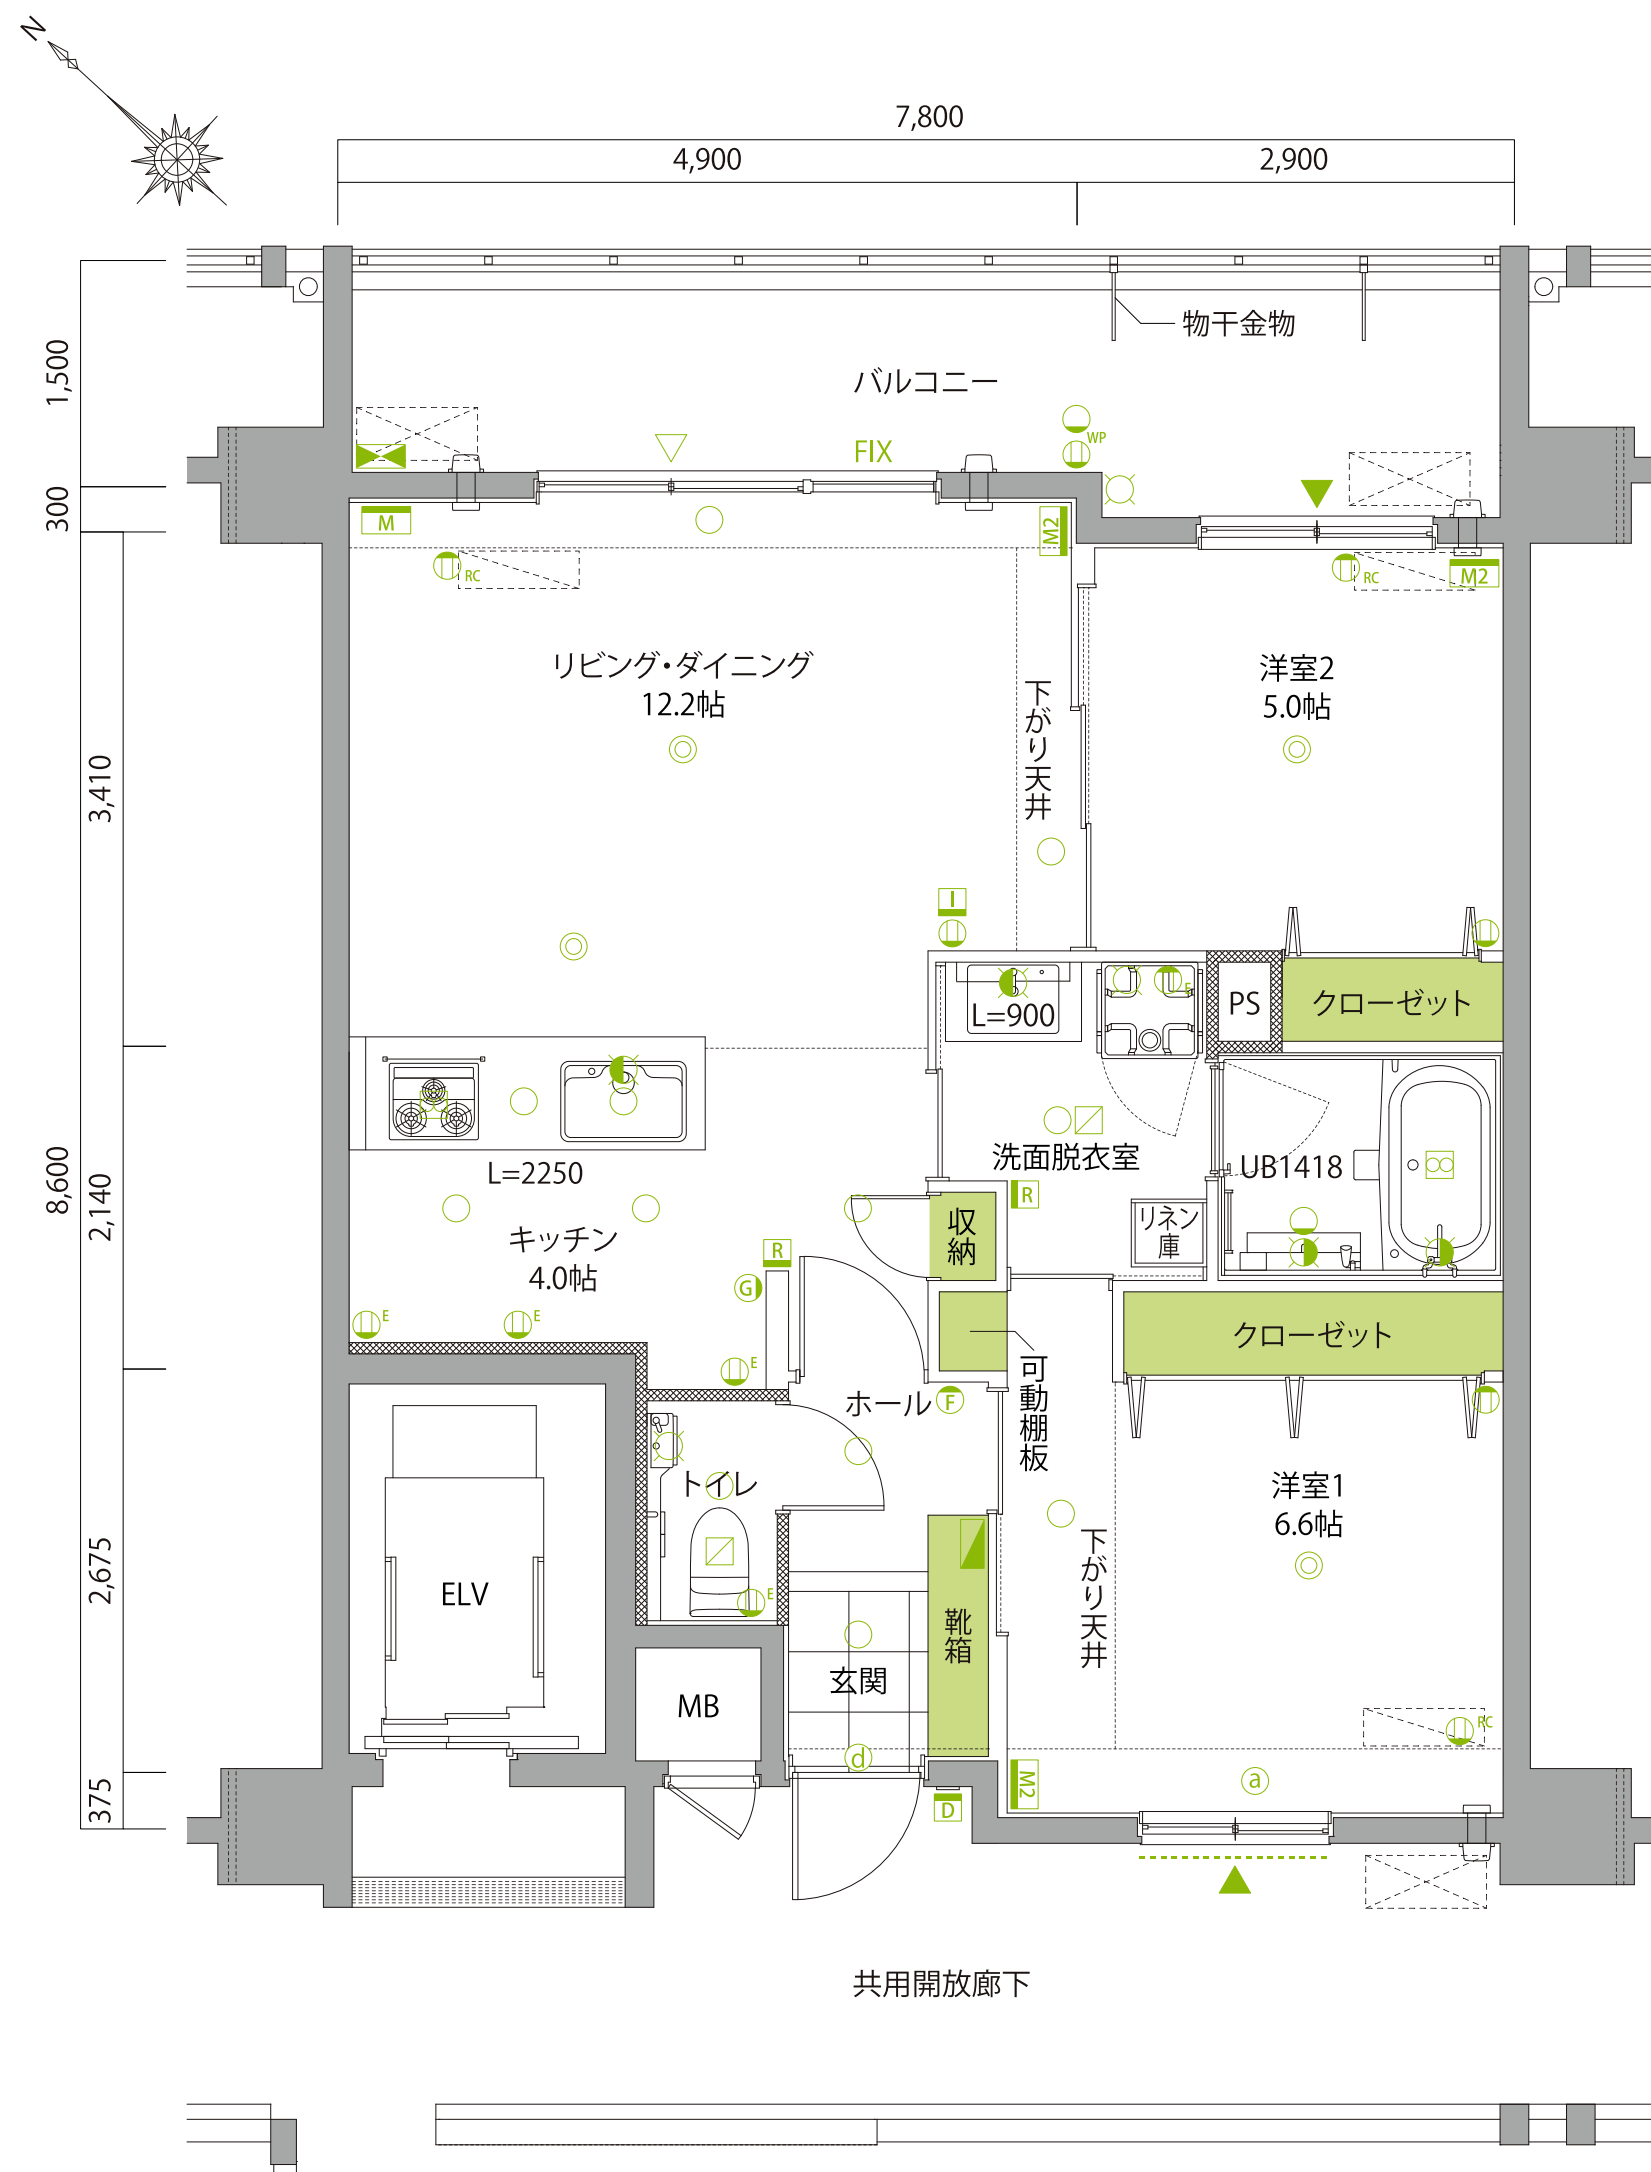 N
7,800
4,900
2,900
1,500
300
3,410
8,600
2,140
2,675
375
物干金物
バルコニー
FIX
WP
M
M2
RC
RC
M2
リビング・ダイニング
12.2帖
下がり天井
洋室2
5.0帖
I
L=900
E
PS
クローゼット
L=2250
キッチン
4.0帖
洗面脱衣室
UB1418
R
リネン
庫
収納
R
G
E
E
E
クローゼット
可動棚板
ホール
F
トイレ
E
洋室1
6.6帖
下がり天井
ELV
MB
玄関
靴箱
d
D
M2
a
RC
共用開放廊下